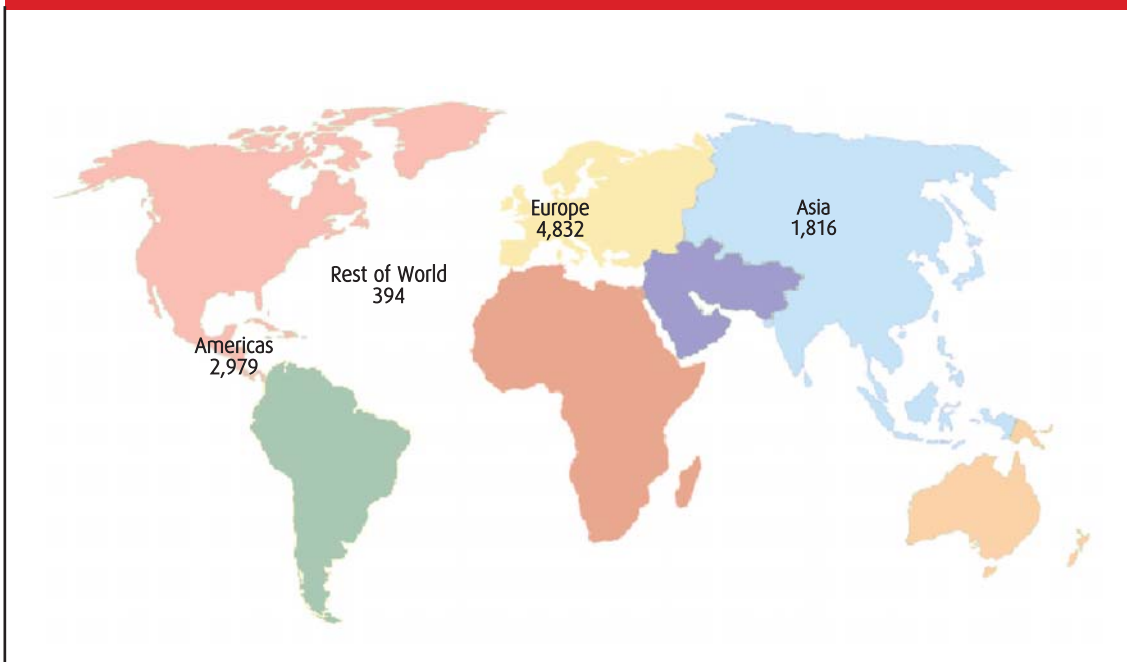 Europe
4,832
Asia
1,816
Rest of World
394
Americas
2,979